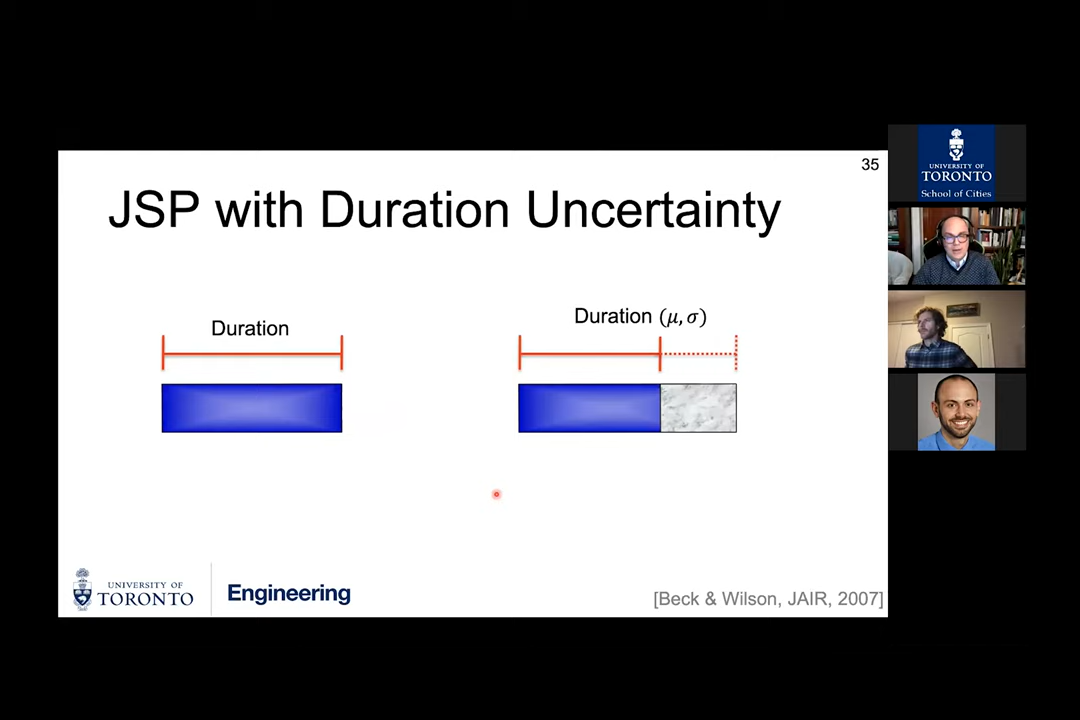 35
JSP with Duration Uncertainty
Duration
Duration (μ, σ)
UNIVERSITY OF
TORONTO
Engineering
[Beck & Wilson, JAIR, 2007]
UNIVERSITY OF
TORONTO
School of Cities